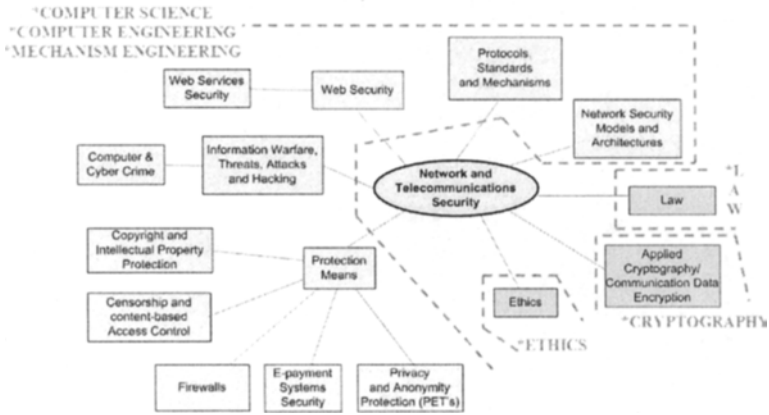 *COMPUTER SCIENCE
*COMPUTER ENGINEERING
*MECHANISM ENGINEERING
Protocols,
Standards
and Mechanisms
Web Services
Security
Web Security
Network Security
Models and
Architectures
Computer &
Cyber Crime
Information Warfare,
Threats, Attacks
and Hacking
Network and
Telecommunications
Security
*L
A
W
Law
Copyright and
Intellectual Property
Protection
Protection
Means
Applied
Cryptography/
Communication Data
Encryption
Ethics
Censorship and
content-based
Access Control
*CRYPTOGRAPHY
*ETHICS
Firewalls
E-payment
Systems
Security
Privacy
and Anonymity
Protection (PET's)